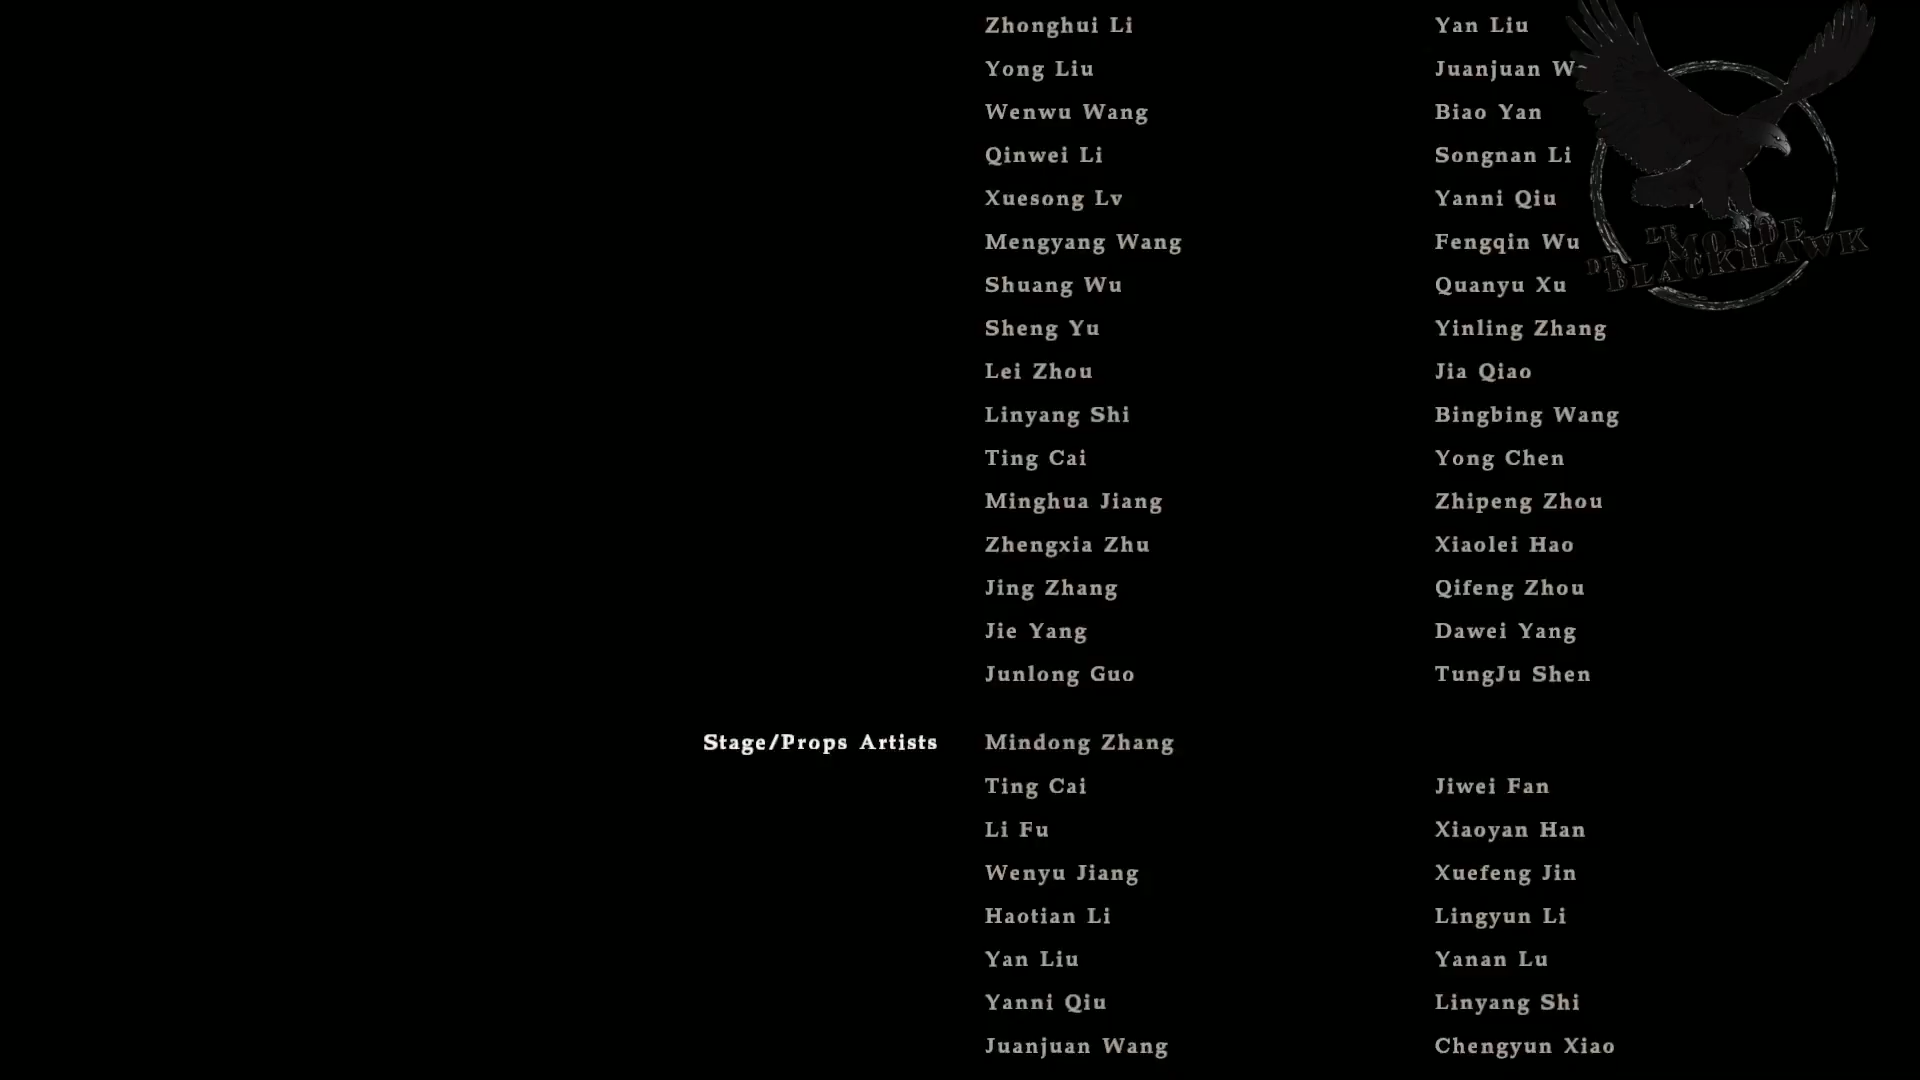 Zhonghui Li Yan Liu
Yong Liu Juanjuan
Wenwu Wang Biao Yan
Qinwei Li Songnan Li
Xuesong Lv Yanni Qiu
Mengyang Wang Fengqin Wu
Shuang Wu Quanyu Xu
Sheng Yu Yinling Zhang
Lei Zhou Jia Qiao
Linyang Shi Bingbing Wang
Ting Cai Yong Chen
Minghua Jiang Zhipeng Zhou
Zhengxia Zhu Xiaolei Hao
Jing Zhang Qifeng Zhou
Jie Yang Dawei Yang
Junlong Guo TungJu Shen
Stage/Props Artists Mindong Zhang
Ting Cai Jiwei Fan
Li Fu Xiaoyan Han
Wenyu Jiang Xuefeng Jin
Haotian Li Lingyun Li
Yan Liu Yanan Lu
Yanni Qiu Linyang Shi
Juanjuan Wang Chengyun Xiao
LE MONDE
DE BLACKHAWK